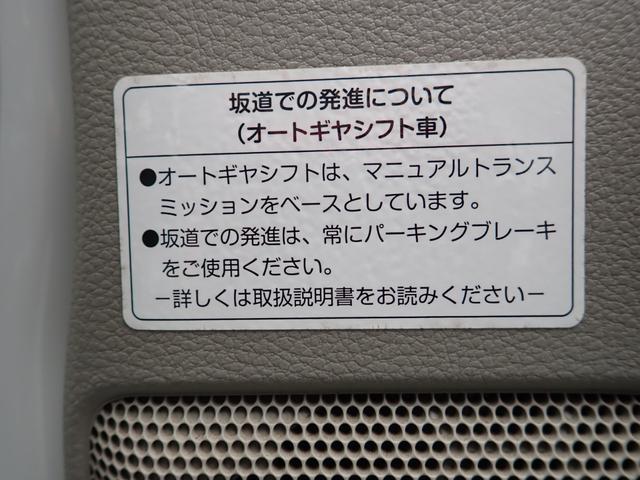 坂道での発進について
（オートギヤシフト車）
●オートギヤシフトは、マニュアルトランス
ミッションをベースとしています。
●坂道での発進は、常にパーキングブレーキ
をご使用ください。
－詳しくは取扱説明書をお読みください－